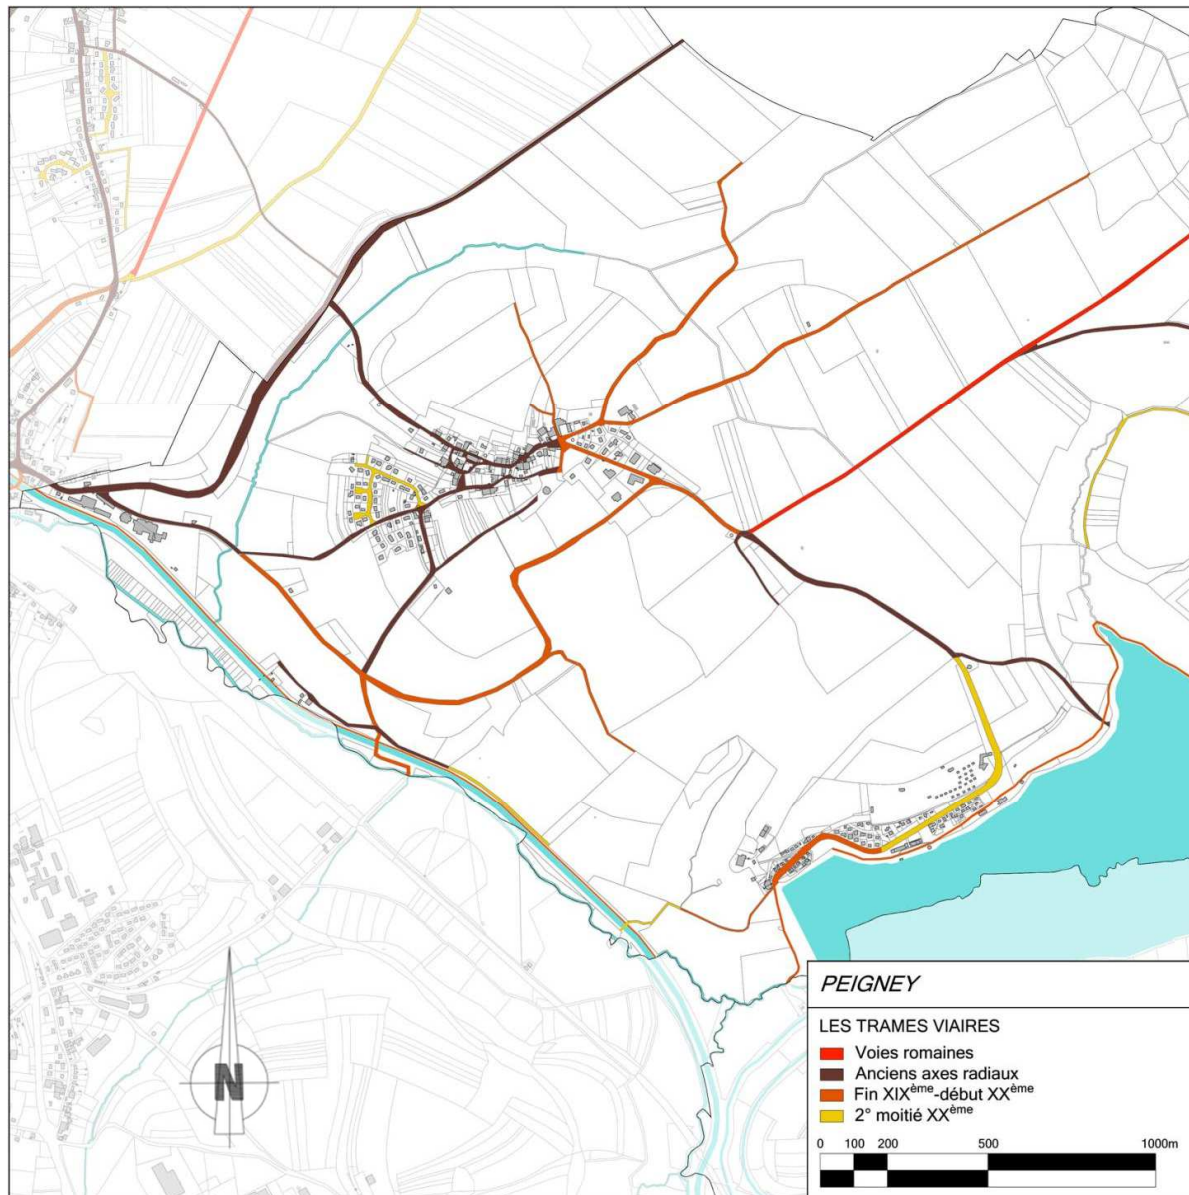 N
PEIGNEY
LES TRAMES VIAIRES
Voies romaines
Anciens axes radiaux
Fin XIXème-début XXème
2° moitié XXème
0 100 200 500 1000m